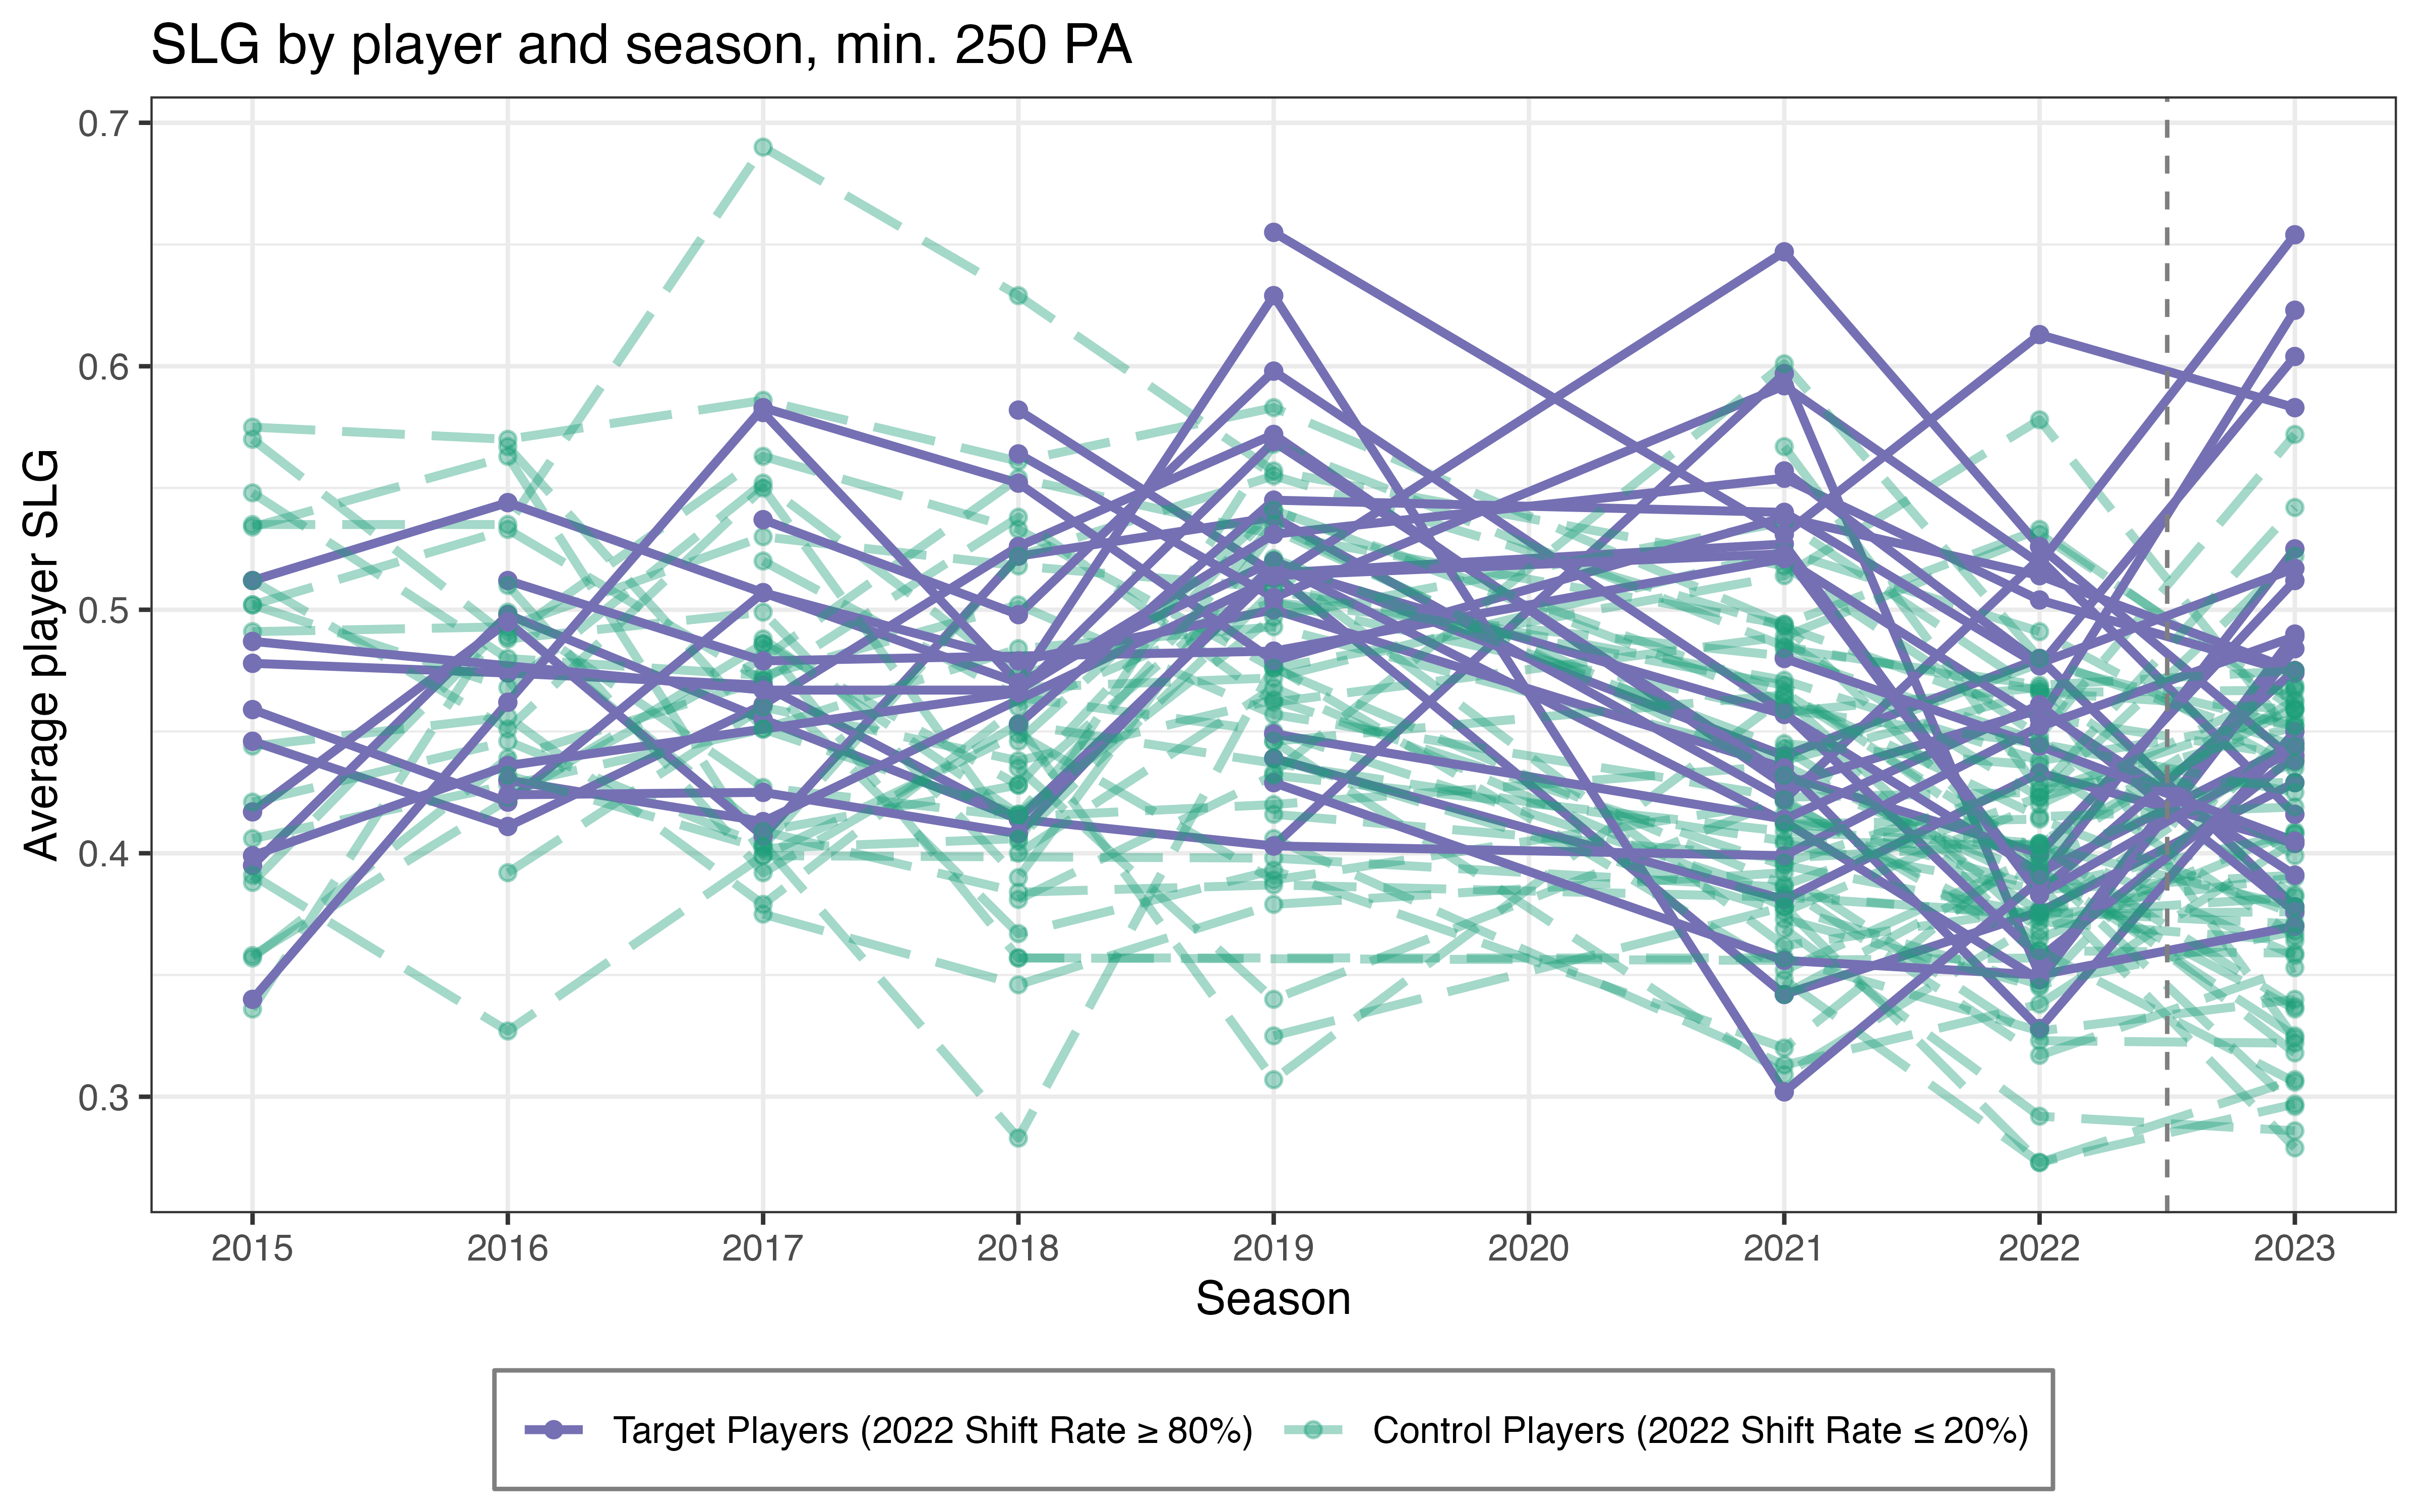 SLG by player and season, min. 250 PA
Average player SLG
0.7
0.6
0.5
0.4
0.3
2015 2016 2017 2018 2019 2020 2021 2022 2023
Season
Target Players (2022 Shift Rate ≥ 80%) Control Players (2022 Shift Rate ≤ 20%)